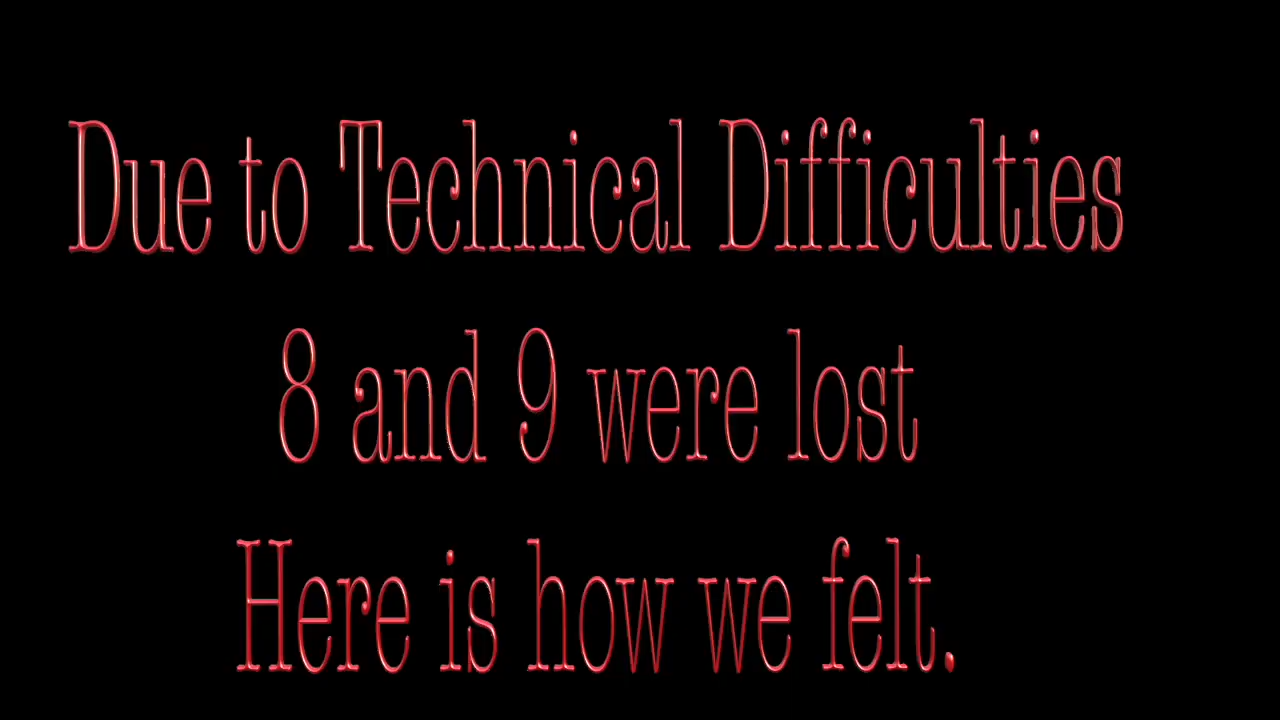 Due to Technical Difficulties
8 and 9 were lost
Here is how we felt.